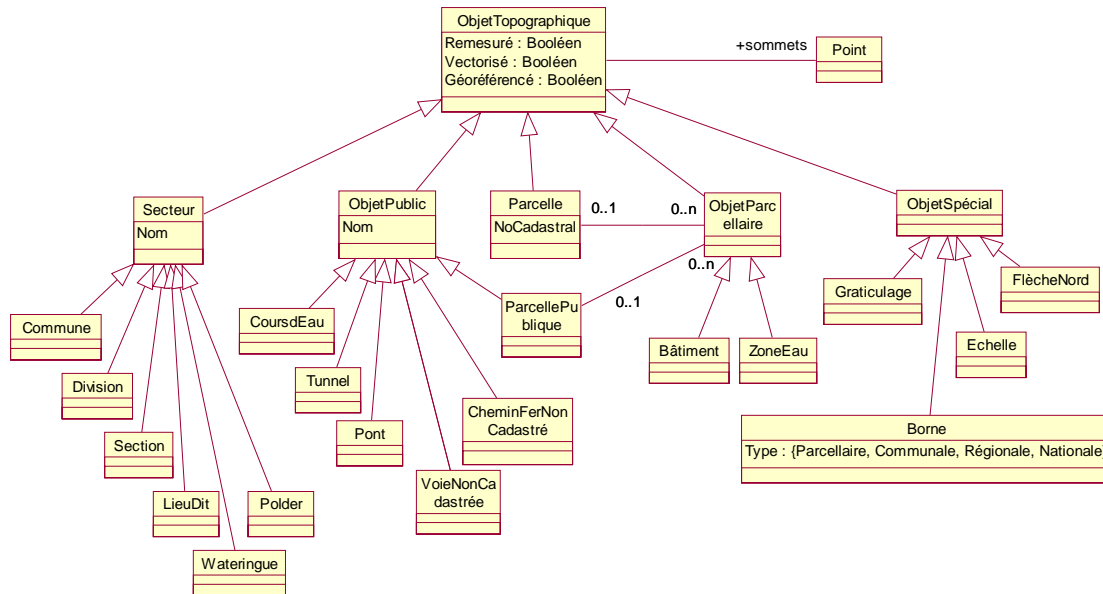 ObjetTopographique
Remesuré : Booléen
Vectorisé : Booléen
Géoréférencé : Booléen
+sommets
Point
Secteur
Nom
ObjetPublic
Nom
Parcelle
NoCadastral
0..1
0..n
ObjetParc
ellaire
0..n
0..1
ObjetSpécial
Commune
Division
Section
LieuDit
Wateringue
Polder
CoursdEau
Tunnel
Pont
VoieNonCa
dastrée
CheminFerNon
Cadastré
ParcellePu
blique
Bâtiment
ZoneEau
Graticulage
FlècheNord
Echelle
Borne
Type : {Parcellaire, Communale, Régionale, Nationale}